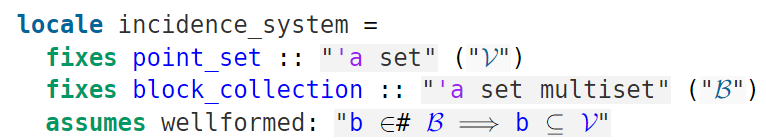 locale incidence_system =
fixes point_set :: "'a set" ("𝒱")
fixes block_collection :: "'a set multiset" ("ℬ")
assumes wellformed: "b ∈# ℬ ⟹ b ⊆ 𝒱"